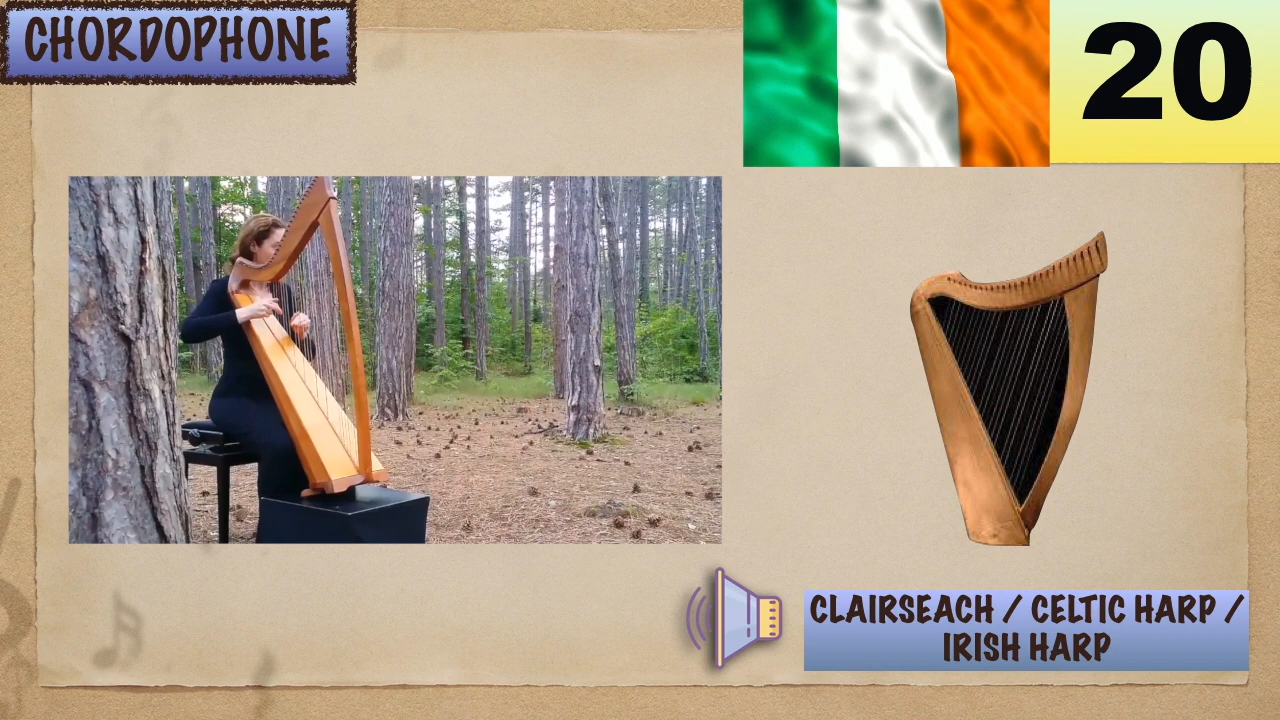 CHORDOPHONE
20
CLAIRSEACH / CELTIC HARP /
IRISH HARP